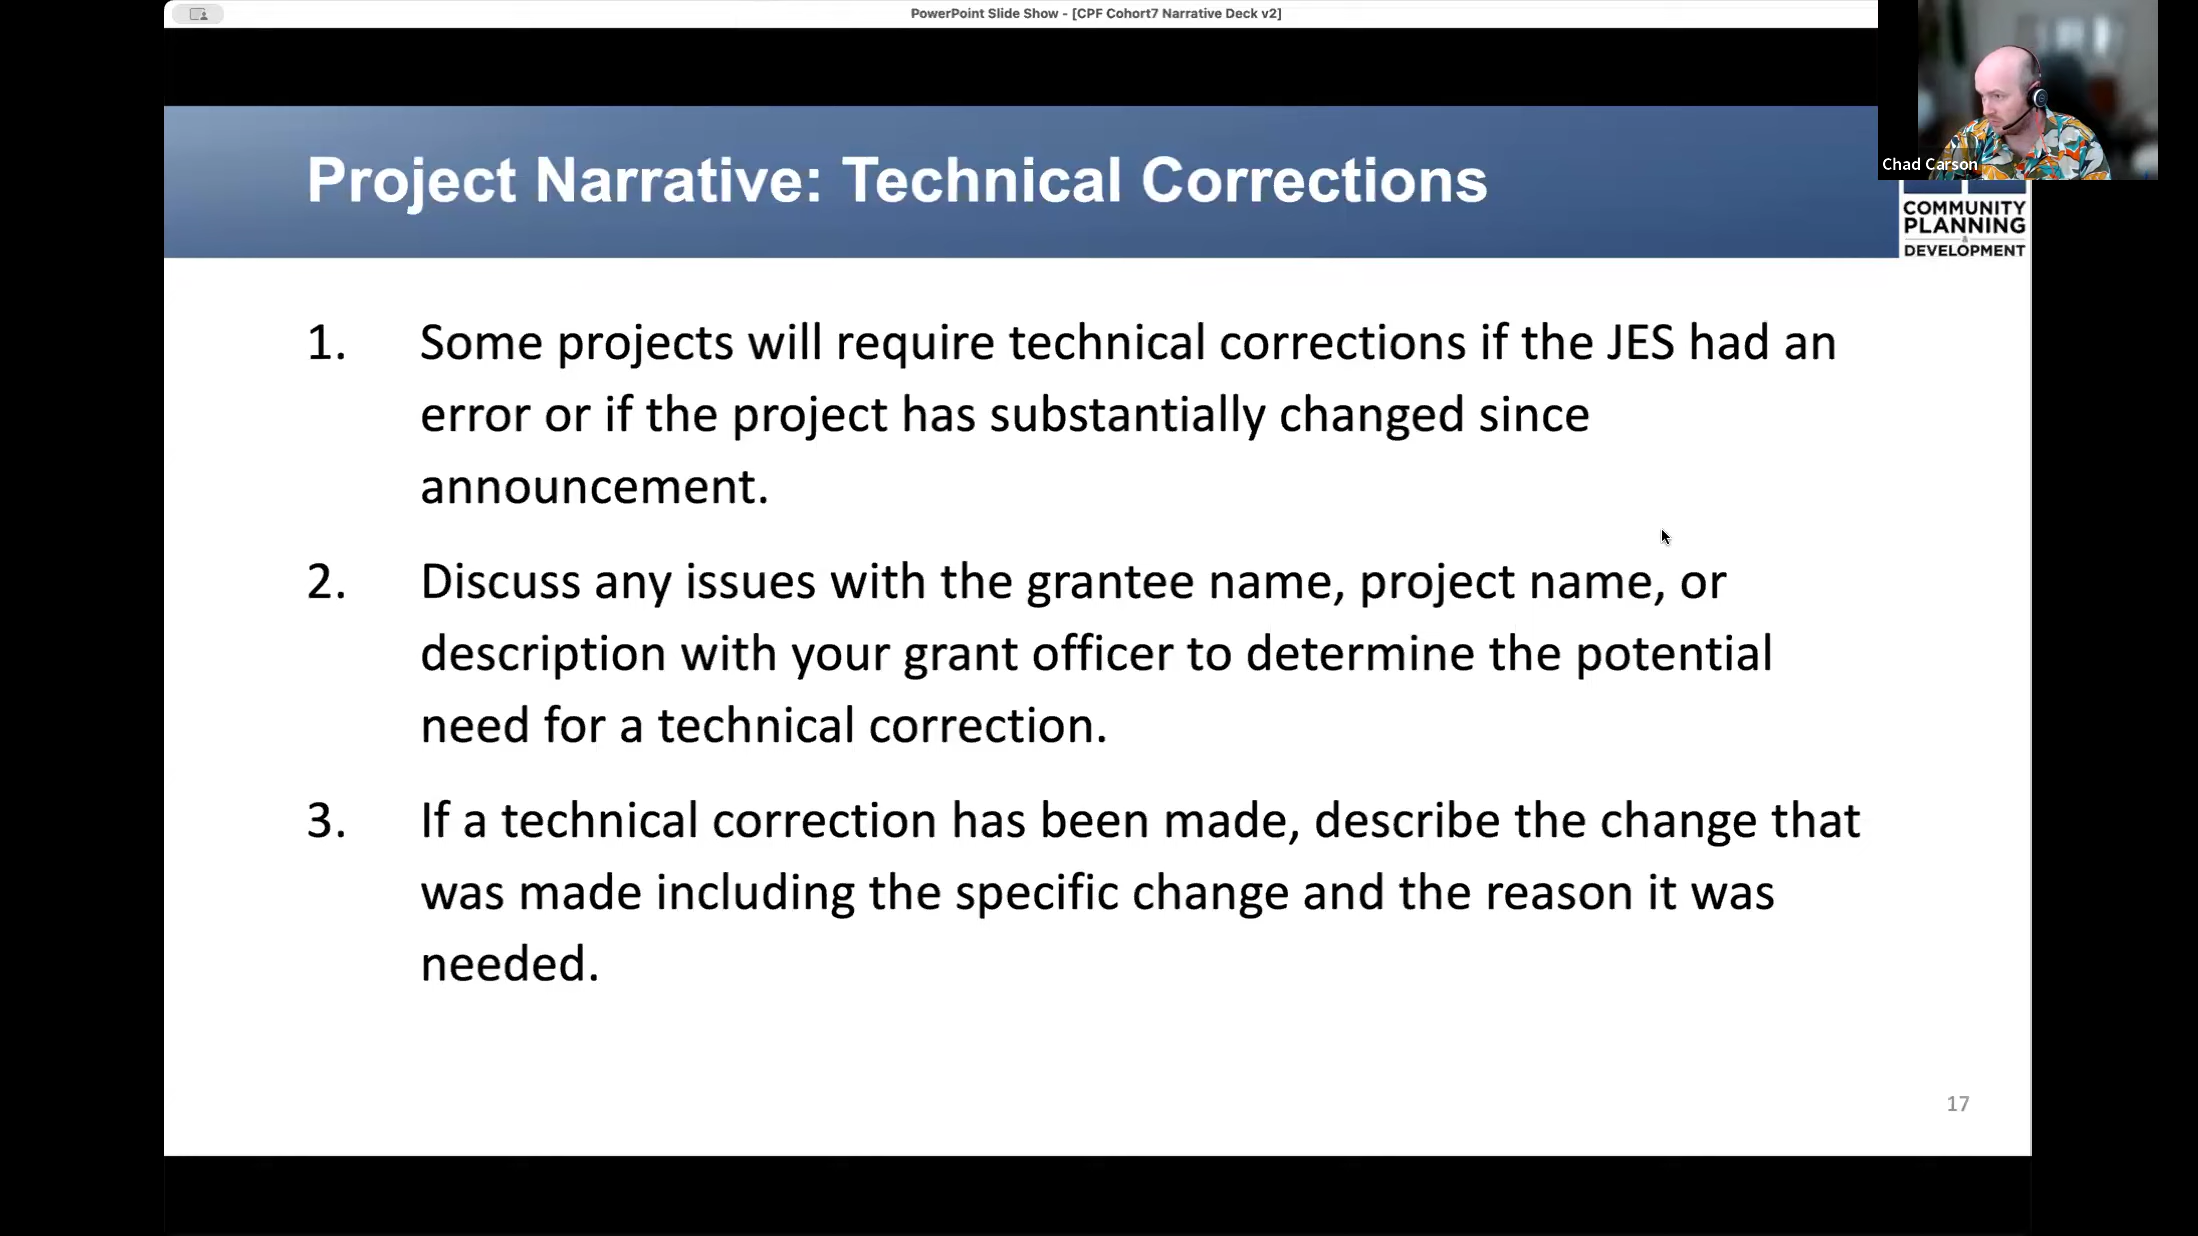 PowerPoint Slide Show - [CPF Cohort7 Narrative Deck v2]
Chad Carson
Project Narrative: Technical Corrections
COMMUNITY
PLANNING
&
DEVELOPMENT
1. Some projects will require technical corrections if the JES had an
error or if the project has substantially changed since
announcement.
2. Discuss any issues with the grantee name, project name, or
description with your grant officer to determine the potential
need for a technical correction.
3. If a technical correction has been made, describe the change that
was made including the specific change and the reason it was
needed.
17